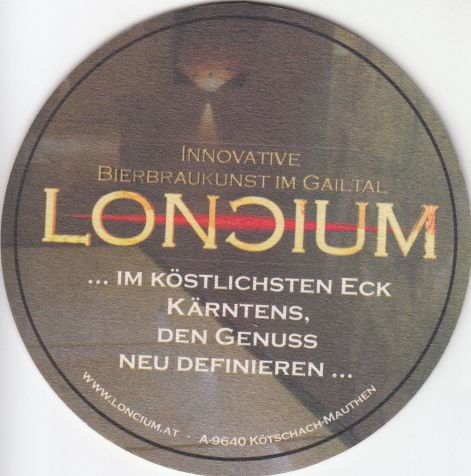 INNOVATIVE
BIERBRAUKUNST IM GAILTAL
LONCIUM
... IM KÖSTLICHSTEN ECK
KÄRNTENS,
DEN GENUSS
NEU DEFINIEREN ...
WWW.LONCIUM.AT - A-9640 KÖTSCHACH-MAUTHEN